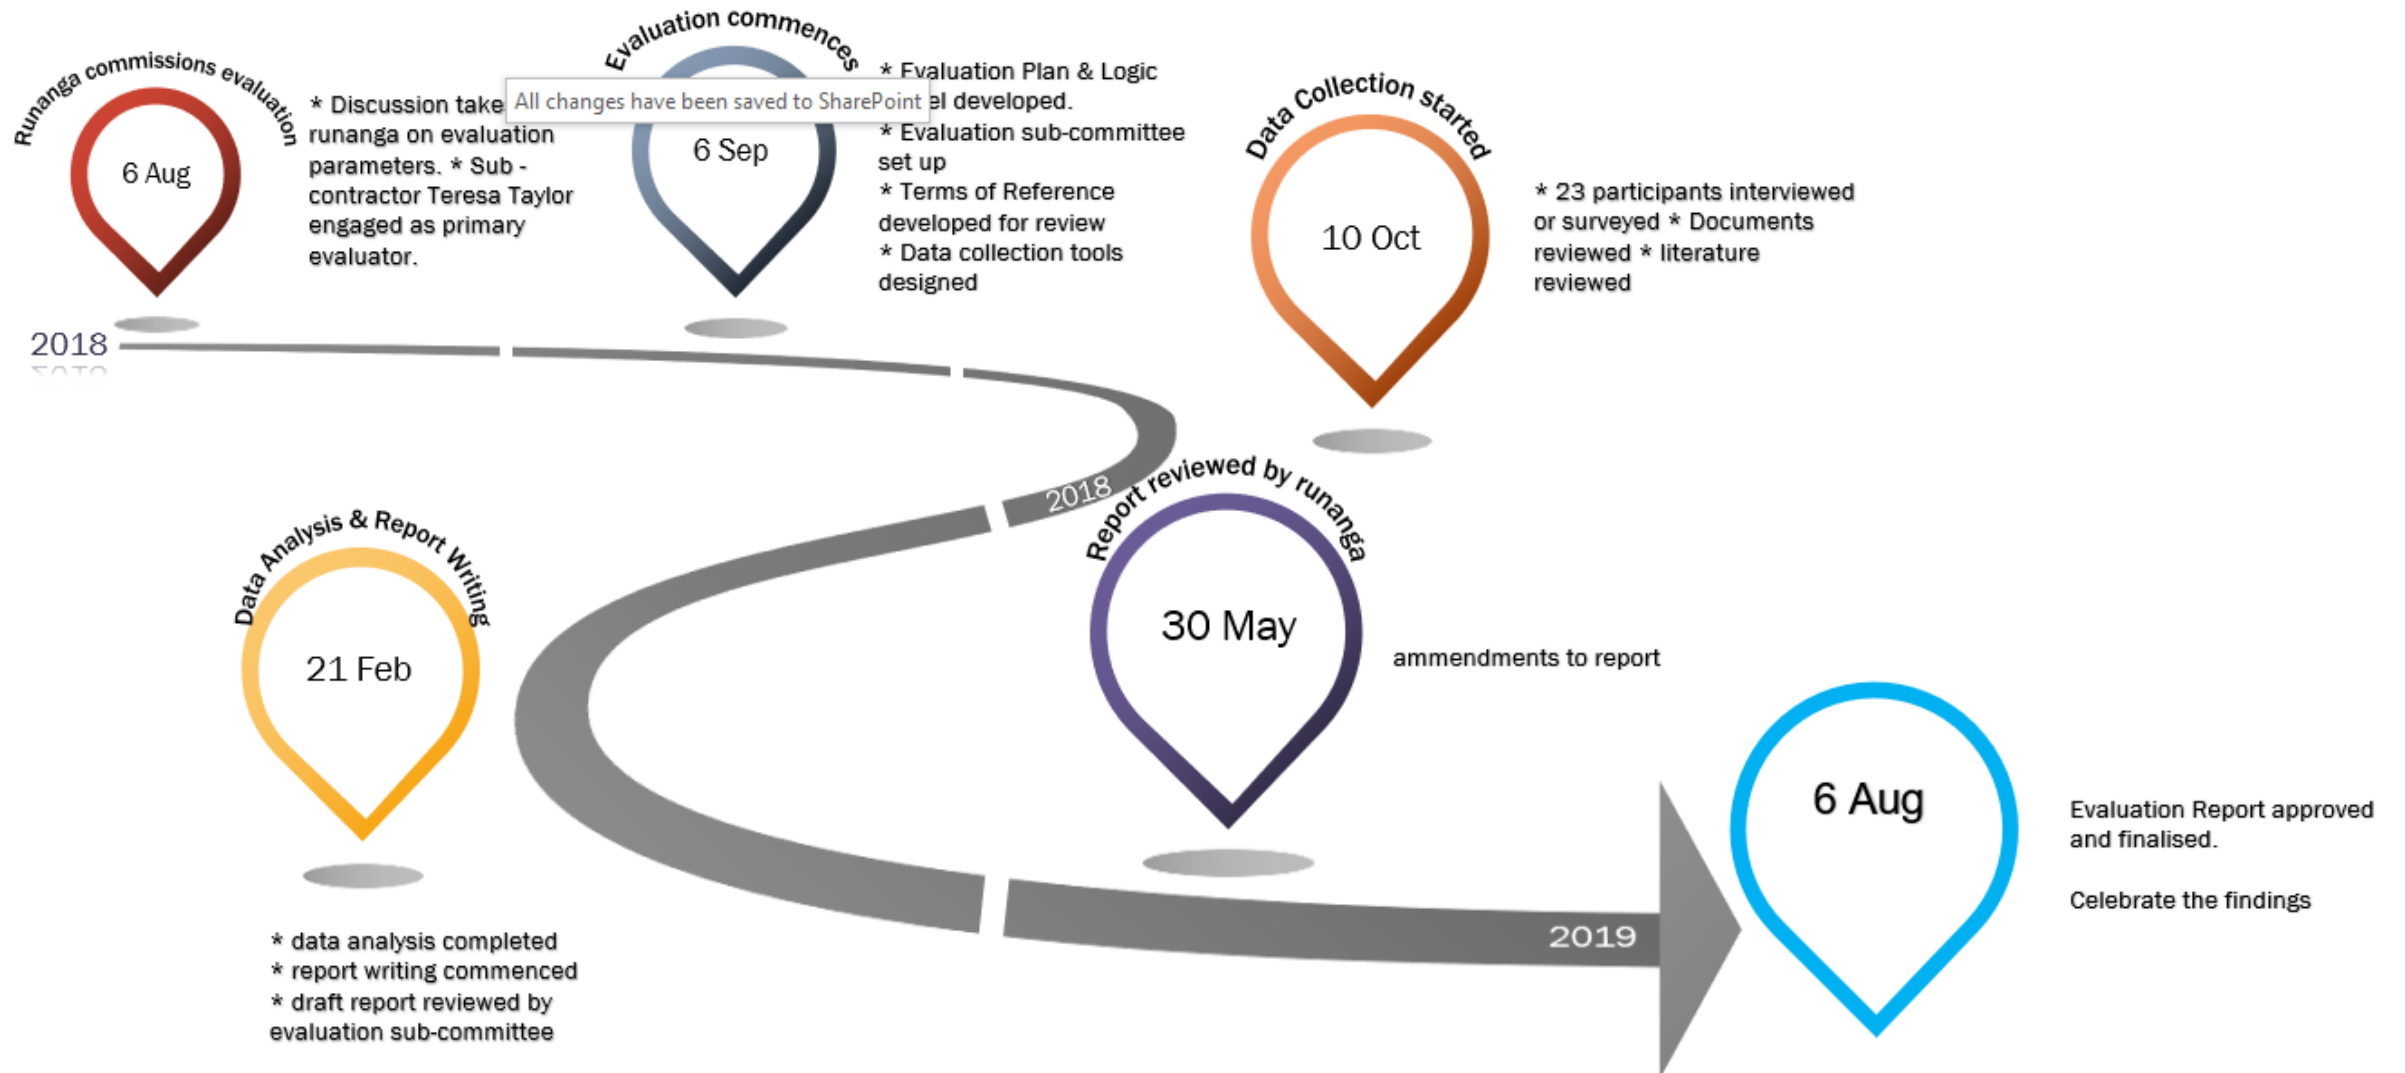 Runanga commissions evaluation
6 Aug
* Discussion take
runanga on evaluation
parameters. * Sub -
contractor Teresa Taylor
engaged as primary
evaluator.
Evaluation commences
All changes have been saved to SharePoint
6 Sep
* Evaluation Plan & Logic
el developed.
* Evaluation sub-committee
set up
* Terms of Reference
developed for review
* Data collection tools
designed
Data Collection started
10 Oct
* 23 participants interviewed
or surveyed * Documents
reviewed * literature
reviewed
2018
2018
Data Analysis & Report Writing
21 Feb
* data analysis completed
* report writing commenced
* draft report reviewed by
evaluation sub-committee
Report reviewed by runanga
30 May
ammendments to report
2019
6 Aug
Evaluation Report approved
and finalised.
Celebrate the findings